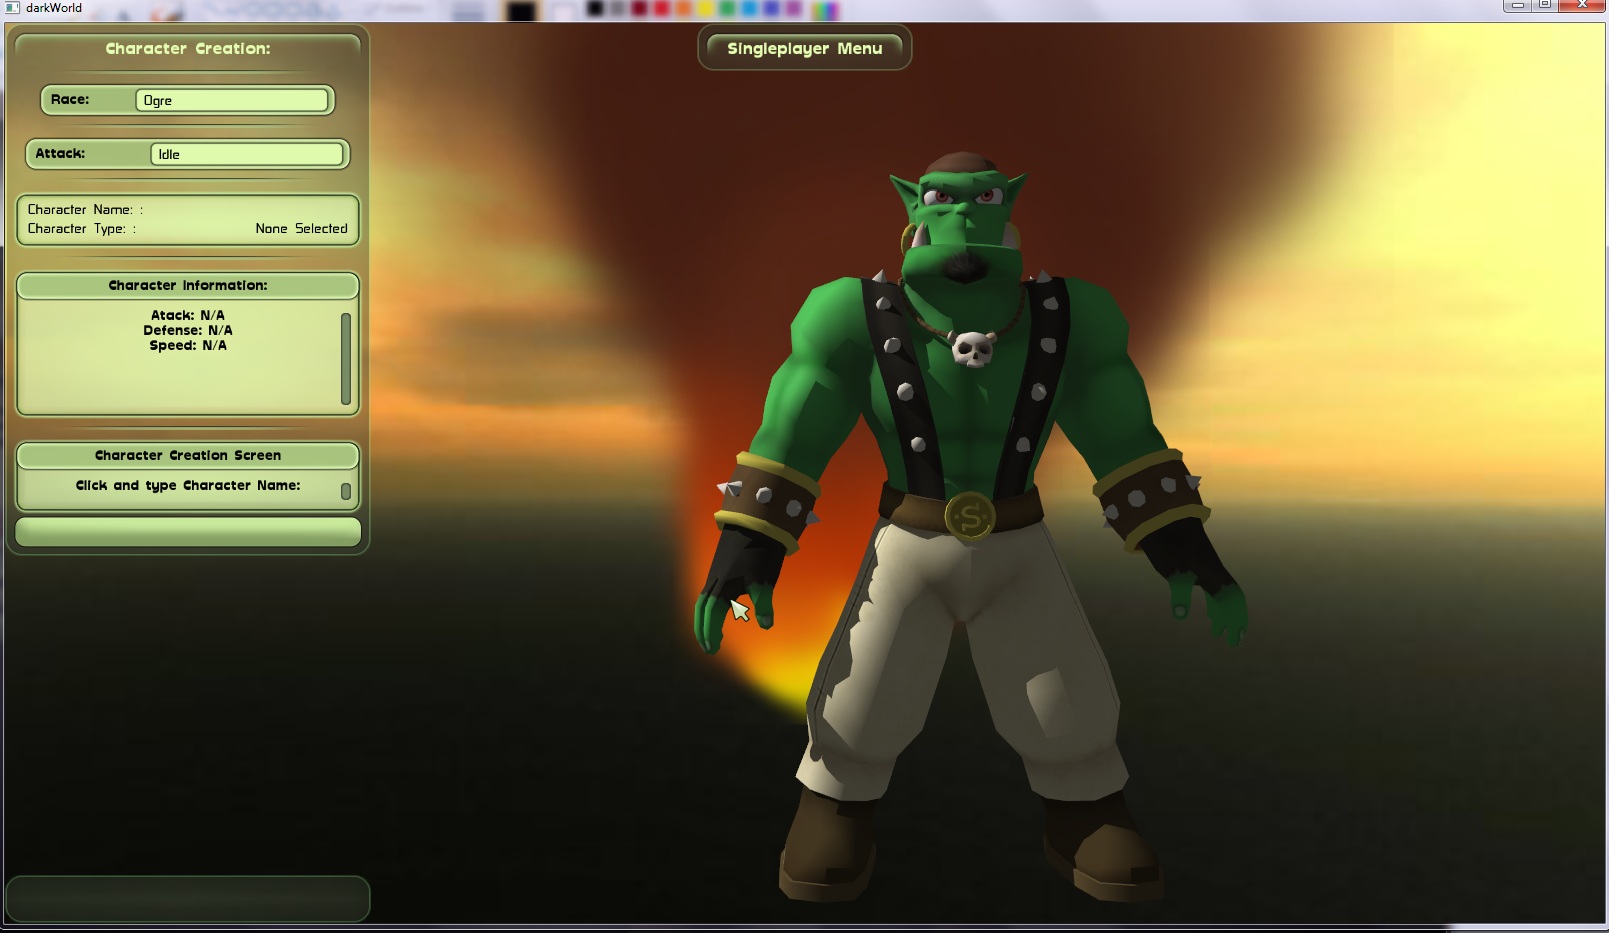 darkWorld
Character Creation:
Singleplayer Menu
Race: Ogre
Attack: Idle
Character Name: :
Character Type: : None Selected
Character Information:
Atack: N/A
Defense: N/A
Speed: N/A
Character Creation Screen
Click and type Character Name:
S